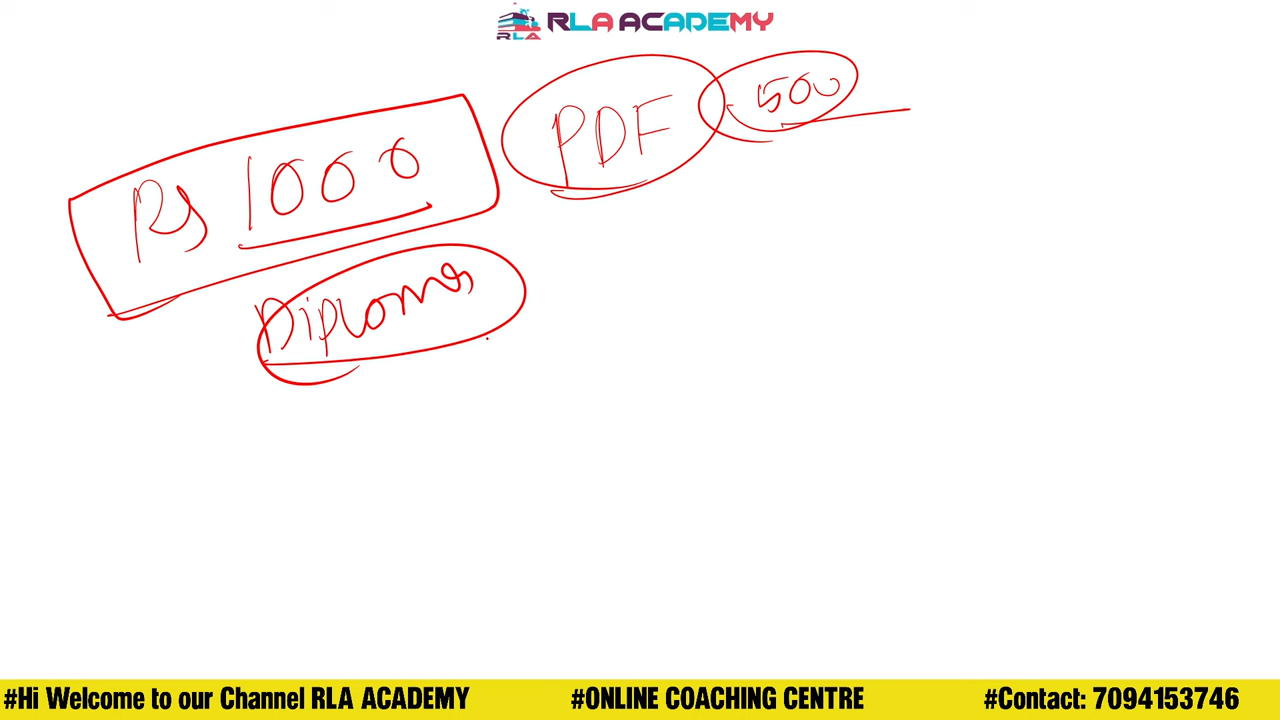 RLA RLA ACADEMY
PDF 500
Rs 1000
Diploma
#Hi Welcome to our Channel RLA ACADEMY #ONLINE COACHING CENTRE #Contact: 7094153746